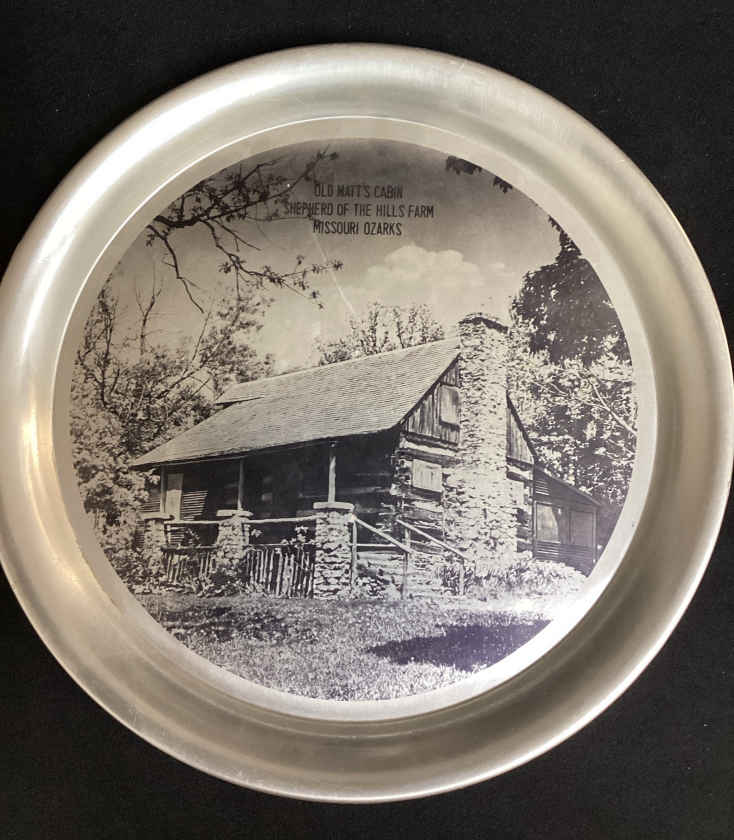 OLD MATT'S CABIN
SHEPHERD OF THE HILLS FARM
MISSOURI OZARKS